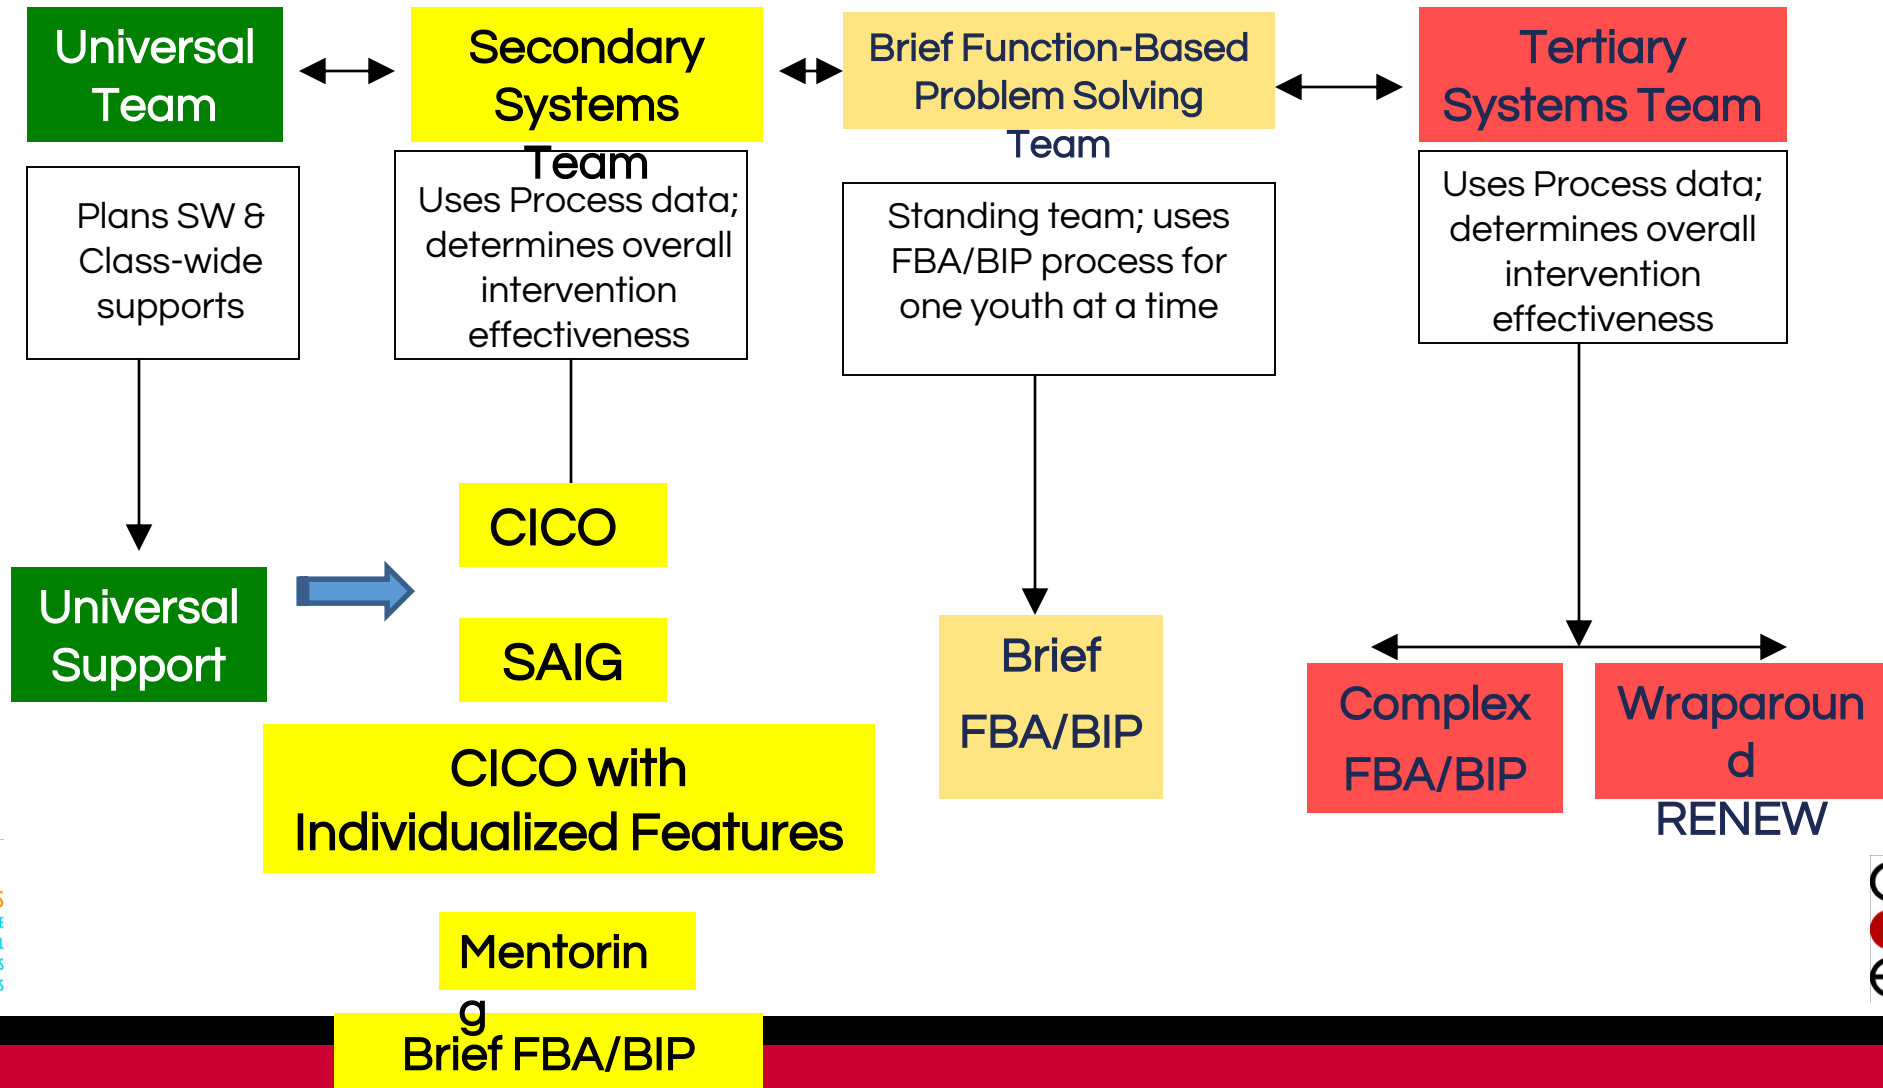 Universal
Team
Secondary
Systems
Team
Brief Function-Based
Problem Solving
Team
Tertiary
Systems Team
Plans SW &
Class-wide
supports
Uses Process data;
determines overall
intervention
effectiveness
Standing team; uses
FBA/BIP process for
one youth at a time
Uses Process data;
determines overall
intervention
effectiveness
Universal
Support
CICO
SAIG
CICO with
Individualized Features
Mentorin
g
Brief FBA/BIP
Brief
FBA/BIP
Complex
FBA/BIP
Wraparoun
d
RENEW